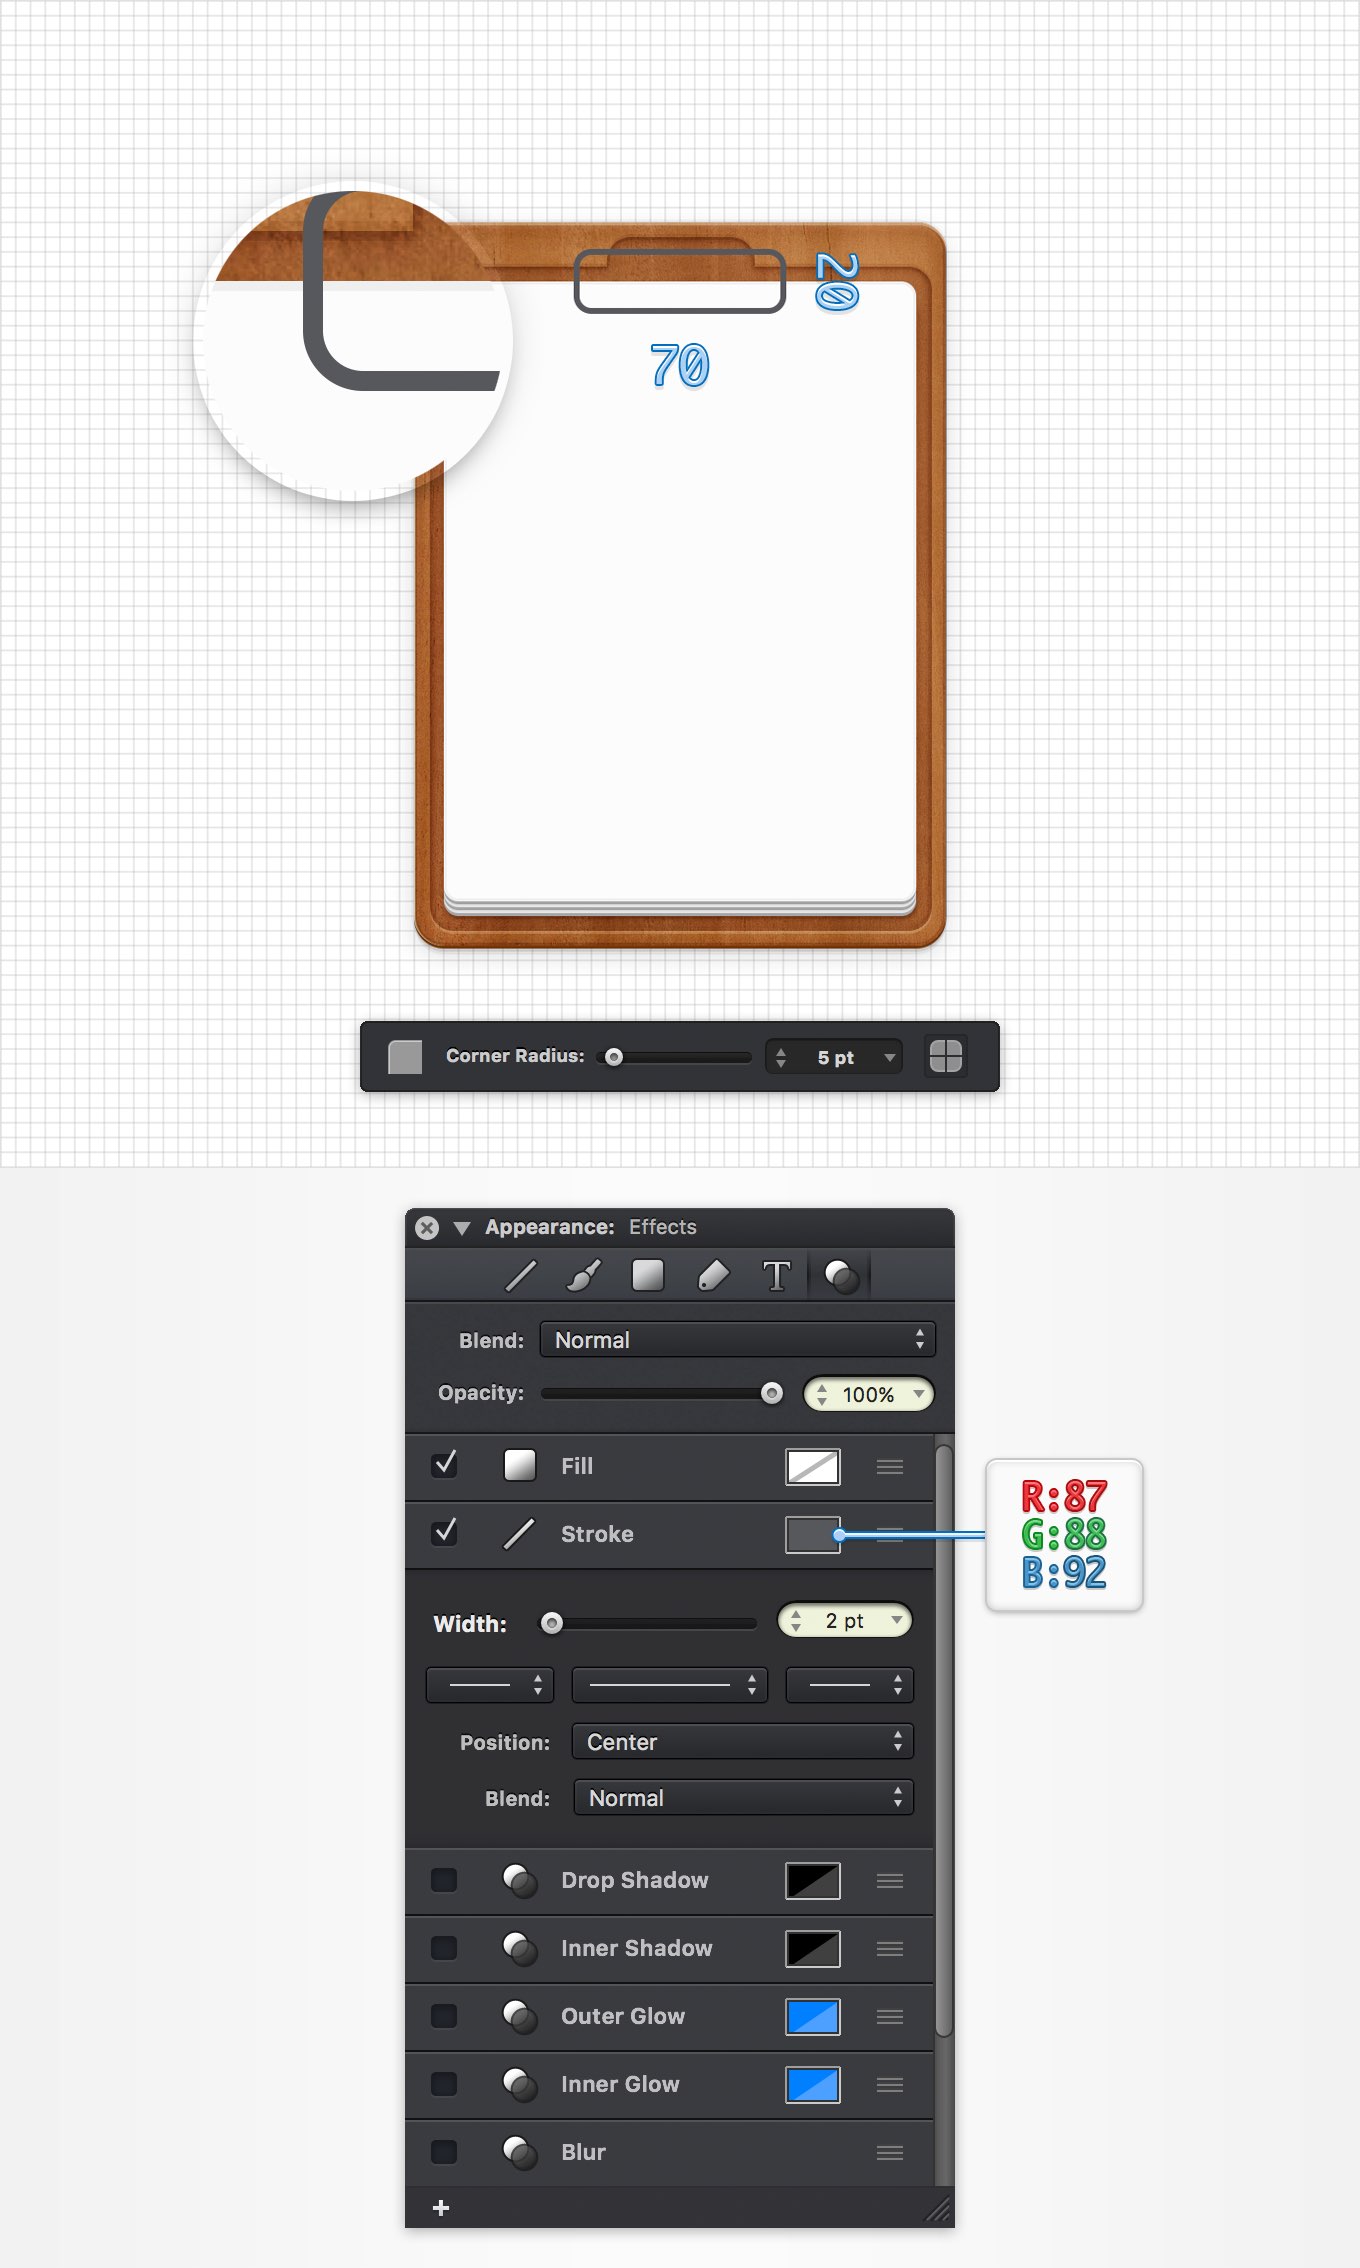 20
70
Corner Radius: 5 pt
Appearance: Effects
T
Blend: Normal
Opacity: 100%
Fill
Stroke
R:87
G:88
B:92
Width: 2 pt
Position: Center
Blend: Normal
Drop Shadow
Inner Shadow
Outer Glow
Inner Glow
Blur
+